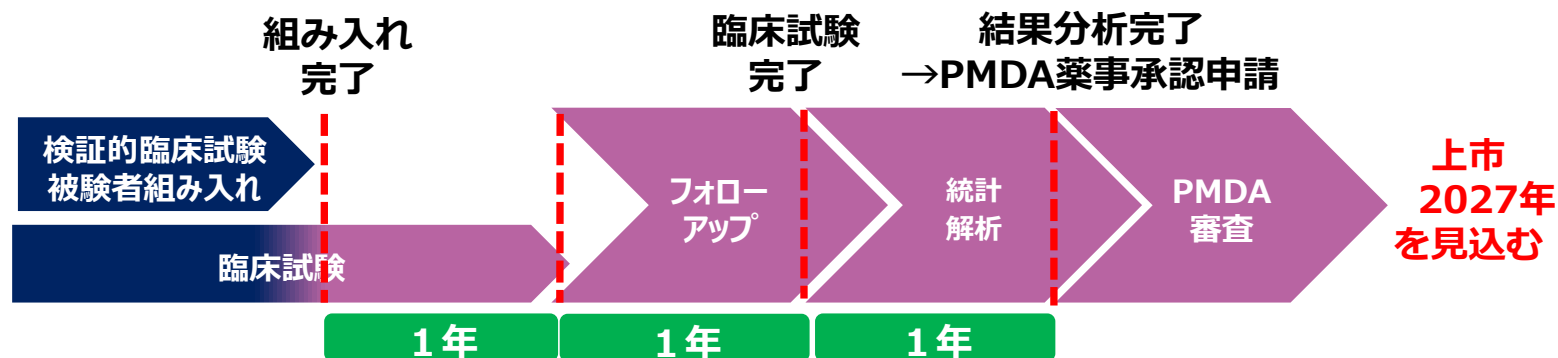 組み入れ
完了
臨床試験
完了
結果分析完了
→PMDA薬事承認申請
検証的臨床試験
被験者組み入れ
臨床試験
フォロー
アップ
統計
解析
PMDA
審査
上市
2027年
を見込む
1年
1年
1年